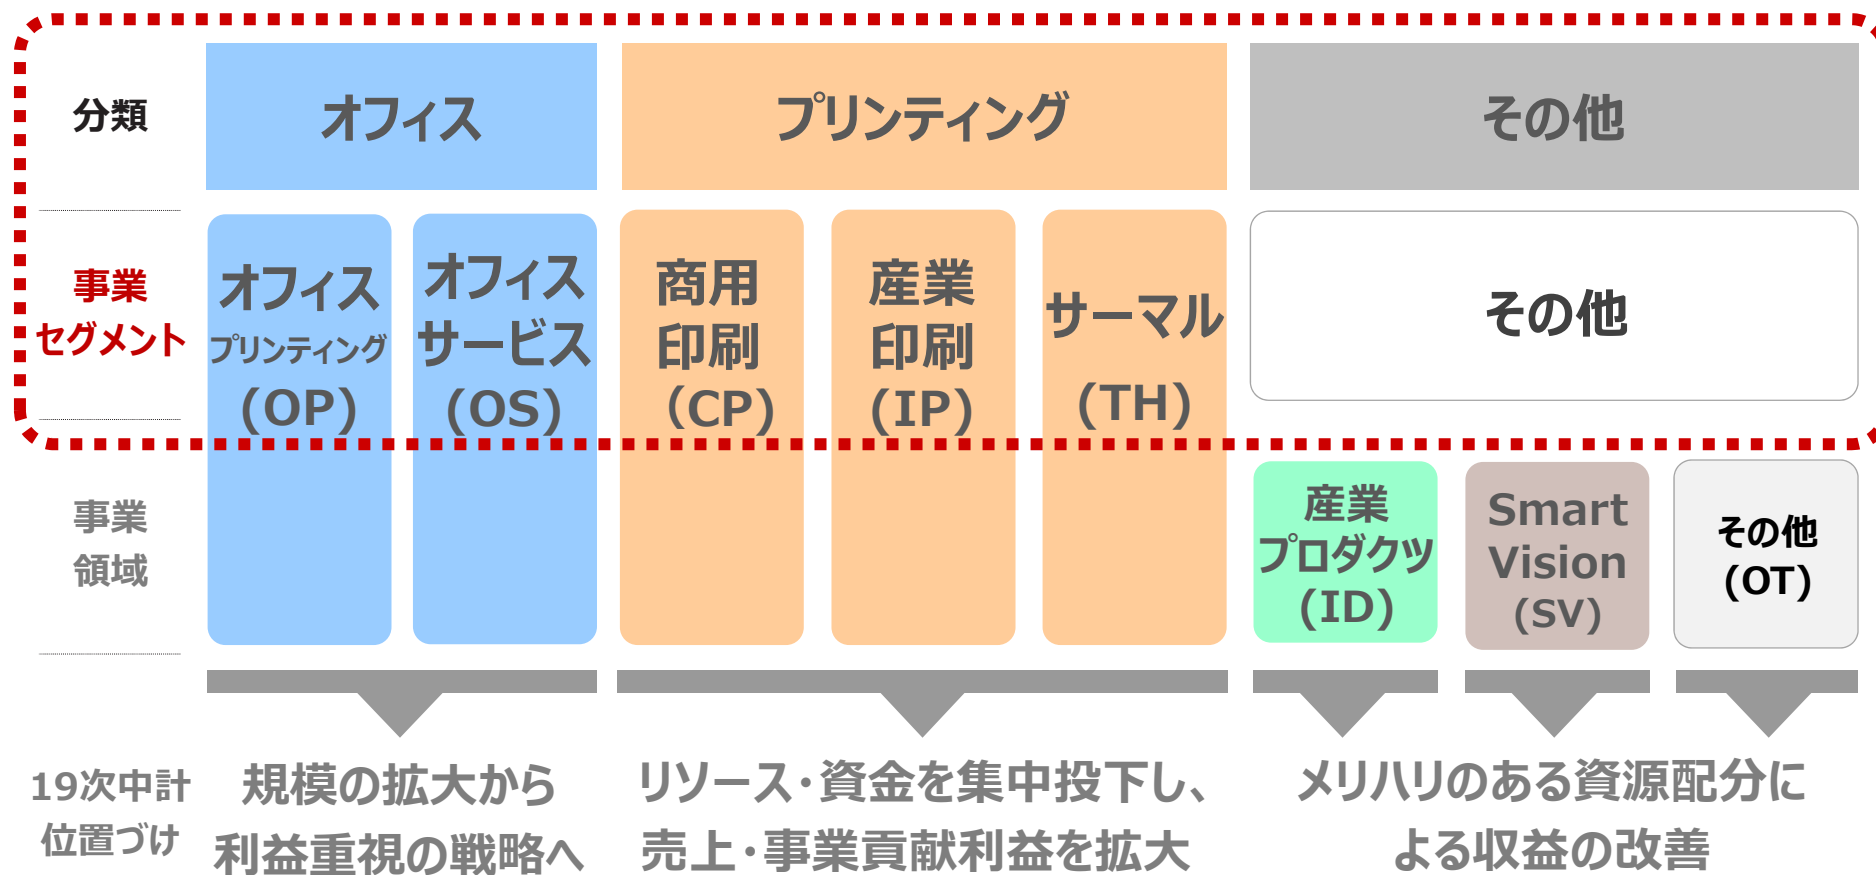 分類
オフィス
プリンティング
その他
事業
セグメント
オフィス
プリンティング
(OP)
オフィス
サービス
(OS)
商用
印刷
（CP)
産業
印刷
(IP)
サーマル
(TH)
その他
事業
領域
産業
プロダクツ
(ID)
Smart
Vision
(SV)
その他
(OT)
19次中計
位置づけ
規模の拡大から
利益重視の戦略へ
リソース・資金を集中投下し、
売上・事業貢献利益を拡大
メリハリのある資源配分に
よる収益の改善